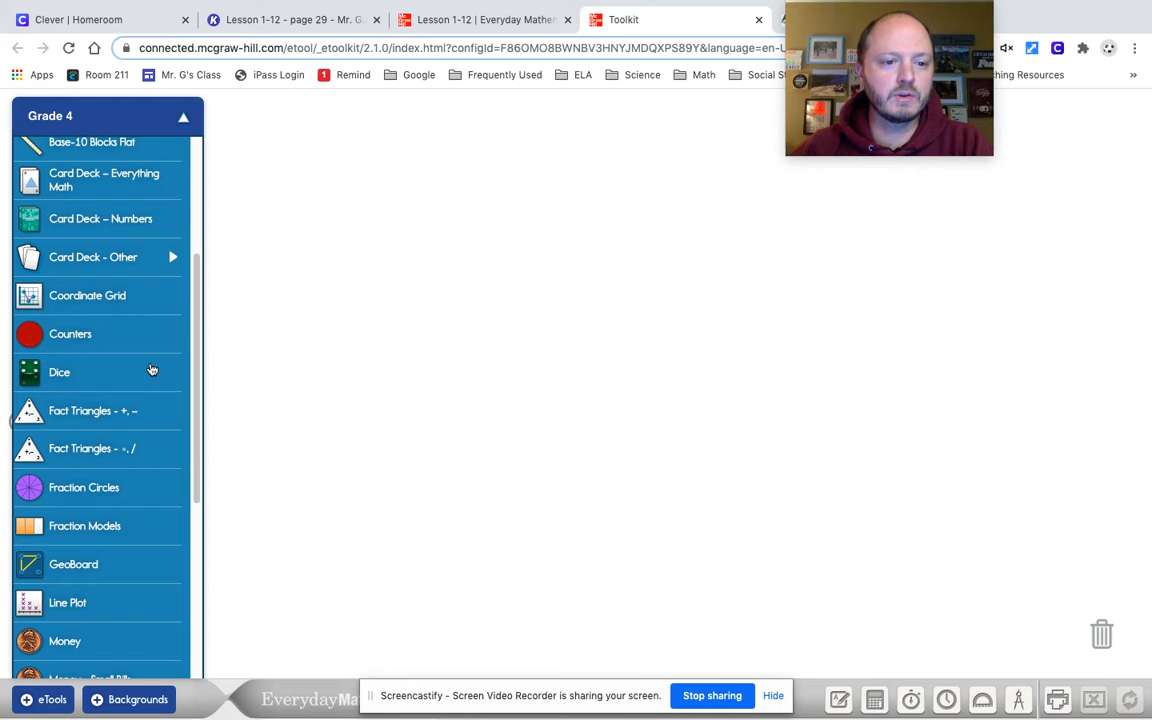 Clever | Homeroom
Lesson 1-12 - page 29 - Mr. G.
Lesson 1-12 | Everyday Mathe
Toolkit
connected.mcgraw-hill.com/etool/_etoolkit/2.1.0/index.html?configId=F86OMO8BWNBV3HNYJMDQXPS89Y&language=en-U
Apps
Room 211
Mr. G's Class
iPass Login
Remind
Google
Frequently Used
ELA
Science
Math
Social S
ching Resources
Grade 4
Base-10 Blocks Flat
Card Deck – Everything
Math
Card Deck – Numbers
Card Deck - Other
Coordinate Grid
Counters
Dice
Fact Triangles - +, –
Fact Triangles - ×, /
Fraction Circles
Fraction Models
GeoBoard
Line Plot
Money
eTools
Backgrounds
EverydayMa
Screencastify - Screen Video Recorder is sharing your screen.
Stop sharing
Hide